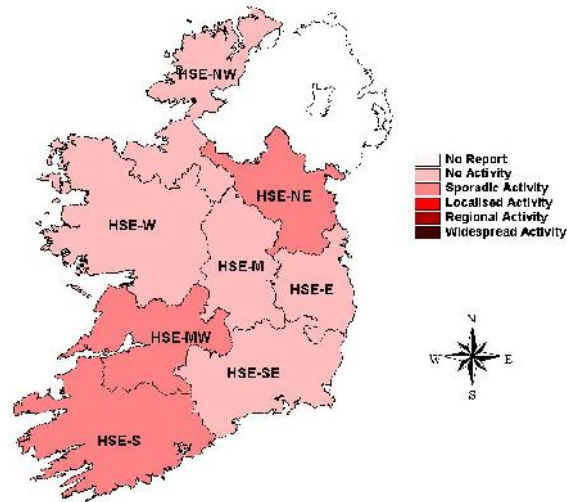 HSE-NW
No Report
No Activity
Sporadic Activity
Localised Activity
Regional Activity
Widespread Activity
HSE-NE
HSE-W
HSE-M
HSE-E
HSE-MW
HSE-SE
HSE-S
N
W E
S